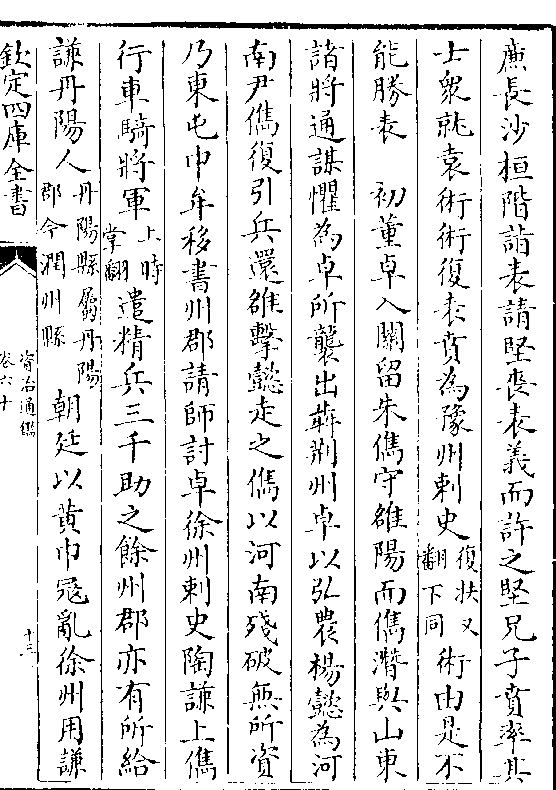 廉長沙桓階詣表請堅喪表義而許之堅兄子賁率其
士衆就袁術術復表賁為豫州刺史復扶又翻下同術由是不
能勝表　初董卓入關留朱儁守雒陽而儁潛與山東
諸將通謀懼為卓所襲出犇荆州卓以弘農楊懿為河
南尹儁復引兵還雒擊懿走之儁以河南殘破無所資
乃東屯中牟移書州郡請師討卓徐州刺史陶謙上儁
行車騎將軍上時掌翻遣精兵三千助之餘州郡亦有所給
謙丹陽人丹陽縣屬丹陽郡今潤州縣朝廷以黄巾寇亂徐州用謙
欽定四庫全書
資治通鑑
卷六十
十三